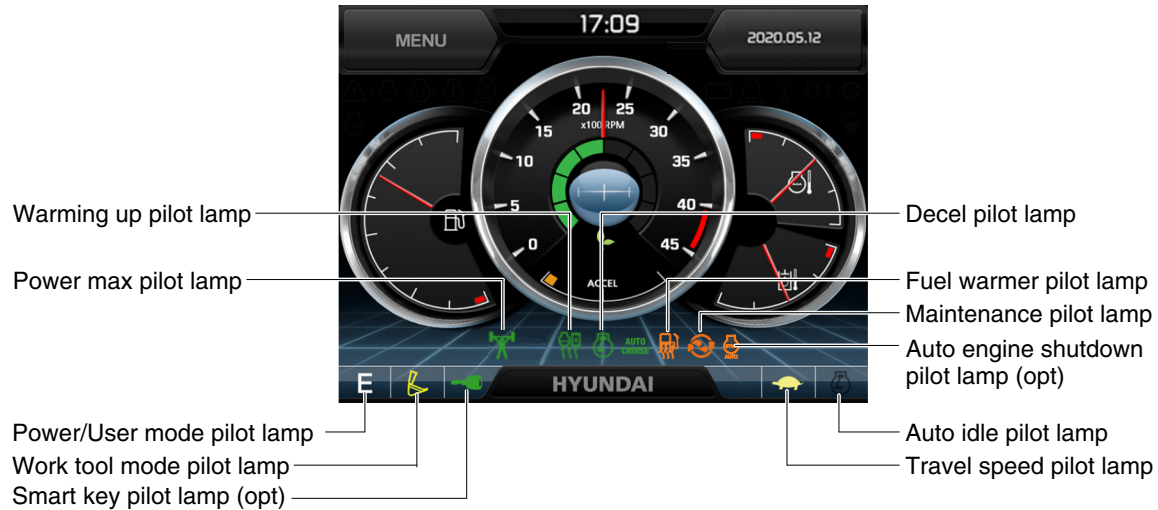 MENU
17:09
2020.05.12
20
25
x100 RPM
15
30
10
35
5
40
0
45
ACCEL
Warming up pilot lamp
Decel pilot lamp
Power max pilot lamp
Fuel warmer pilot lamp
Maintenance pilot lamp
AUTO
CRUISE
AUTO
Auto engine shutdown
pilot lamp (opt)
E
HYUNDAI
Power/User mode pilot lamp
Auto idle pilot lamp
Work tool mode pilot lamp
Travel speed pilot lamp
Smart key pilot lamp (opt)